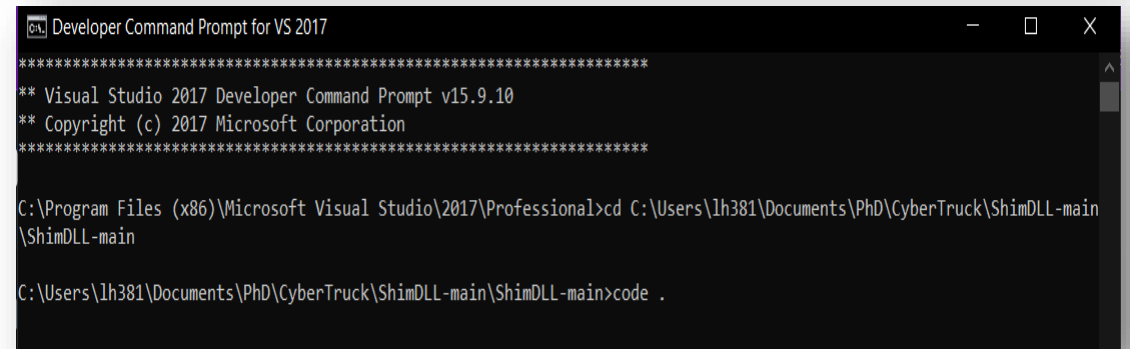 Developer Command Prompt for VS 2017
**********************************************************************
** Visual Studio 2017 Developer Command Prompt v15.9.10
** Copyright (c) 2017 Microsoft Corporation
**********************************************************************
C:\Program Files (x86)\Microsoft Visual Studio\2017\Professional>cd C:\Users\lh381\Documents\PhD\CyberTruck\ShimDLL-main
\ShimDLL-main
C:\Users\lh381\Documents\PhD\CyberTruck\ShimDLL-main\ShimDLL-main>code .